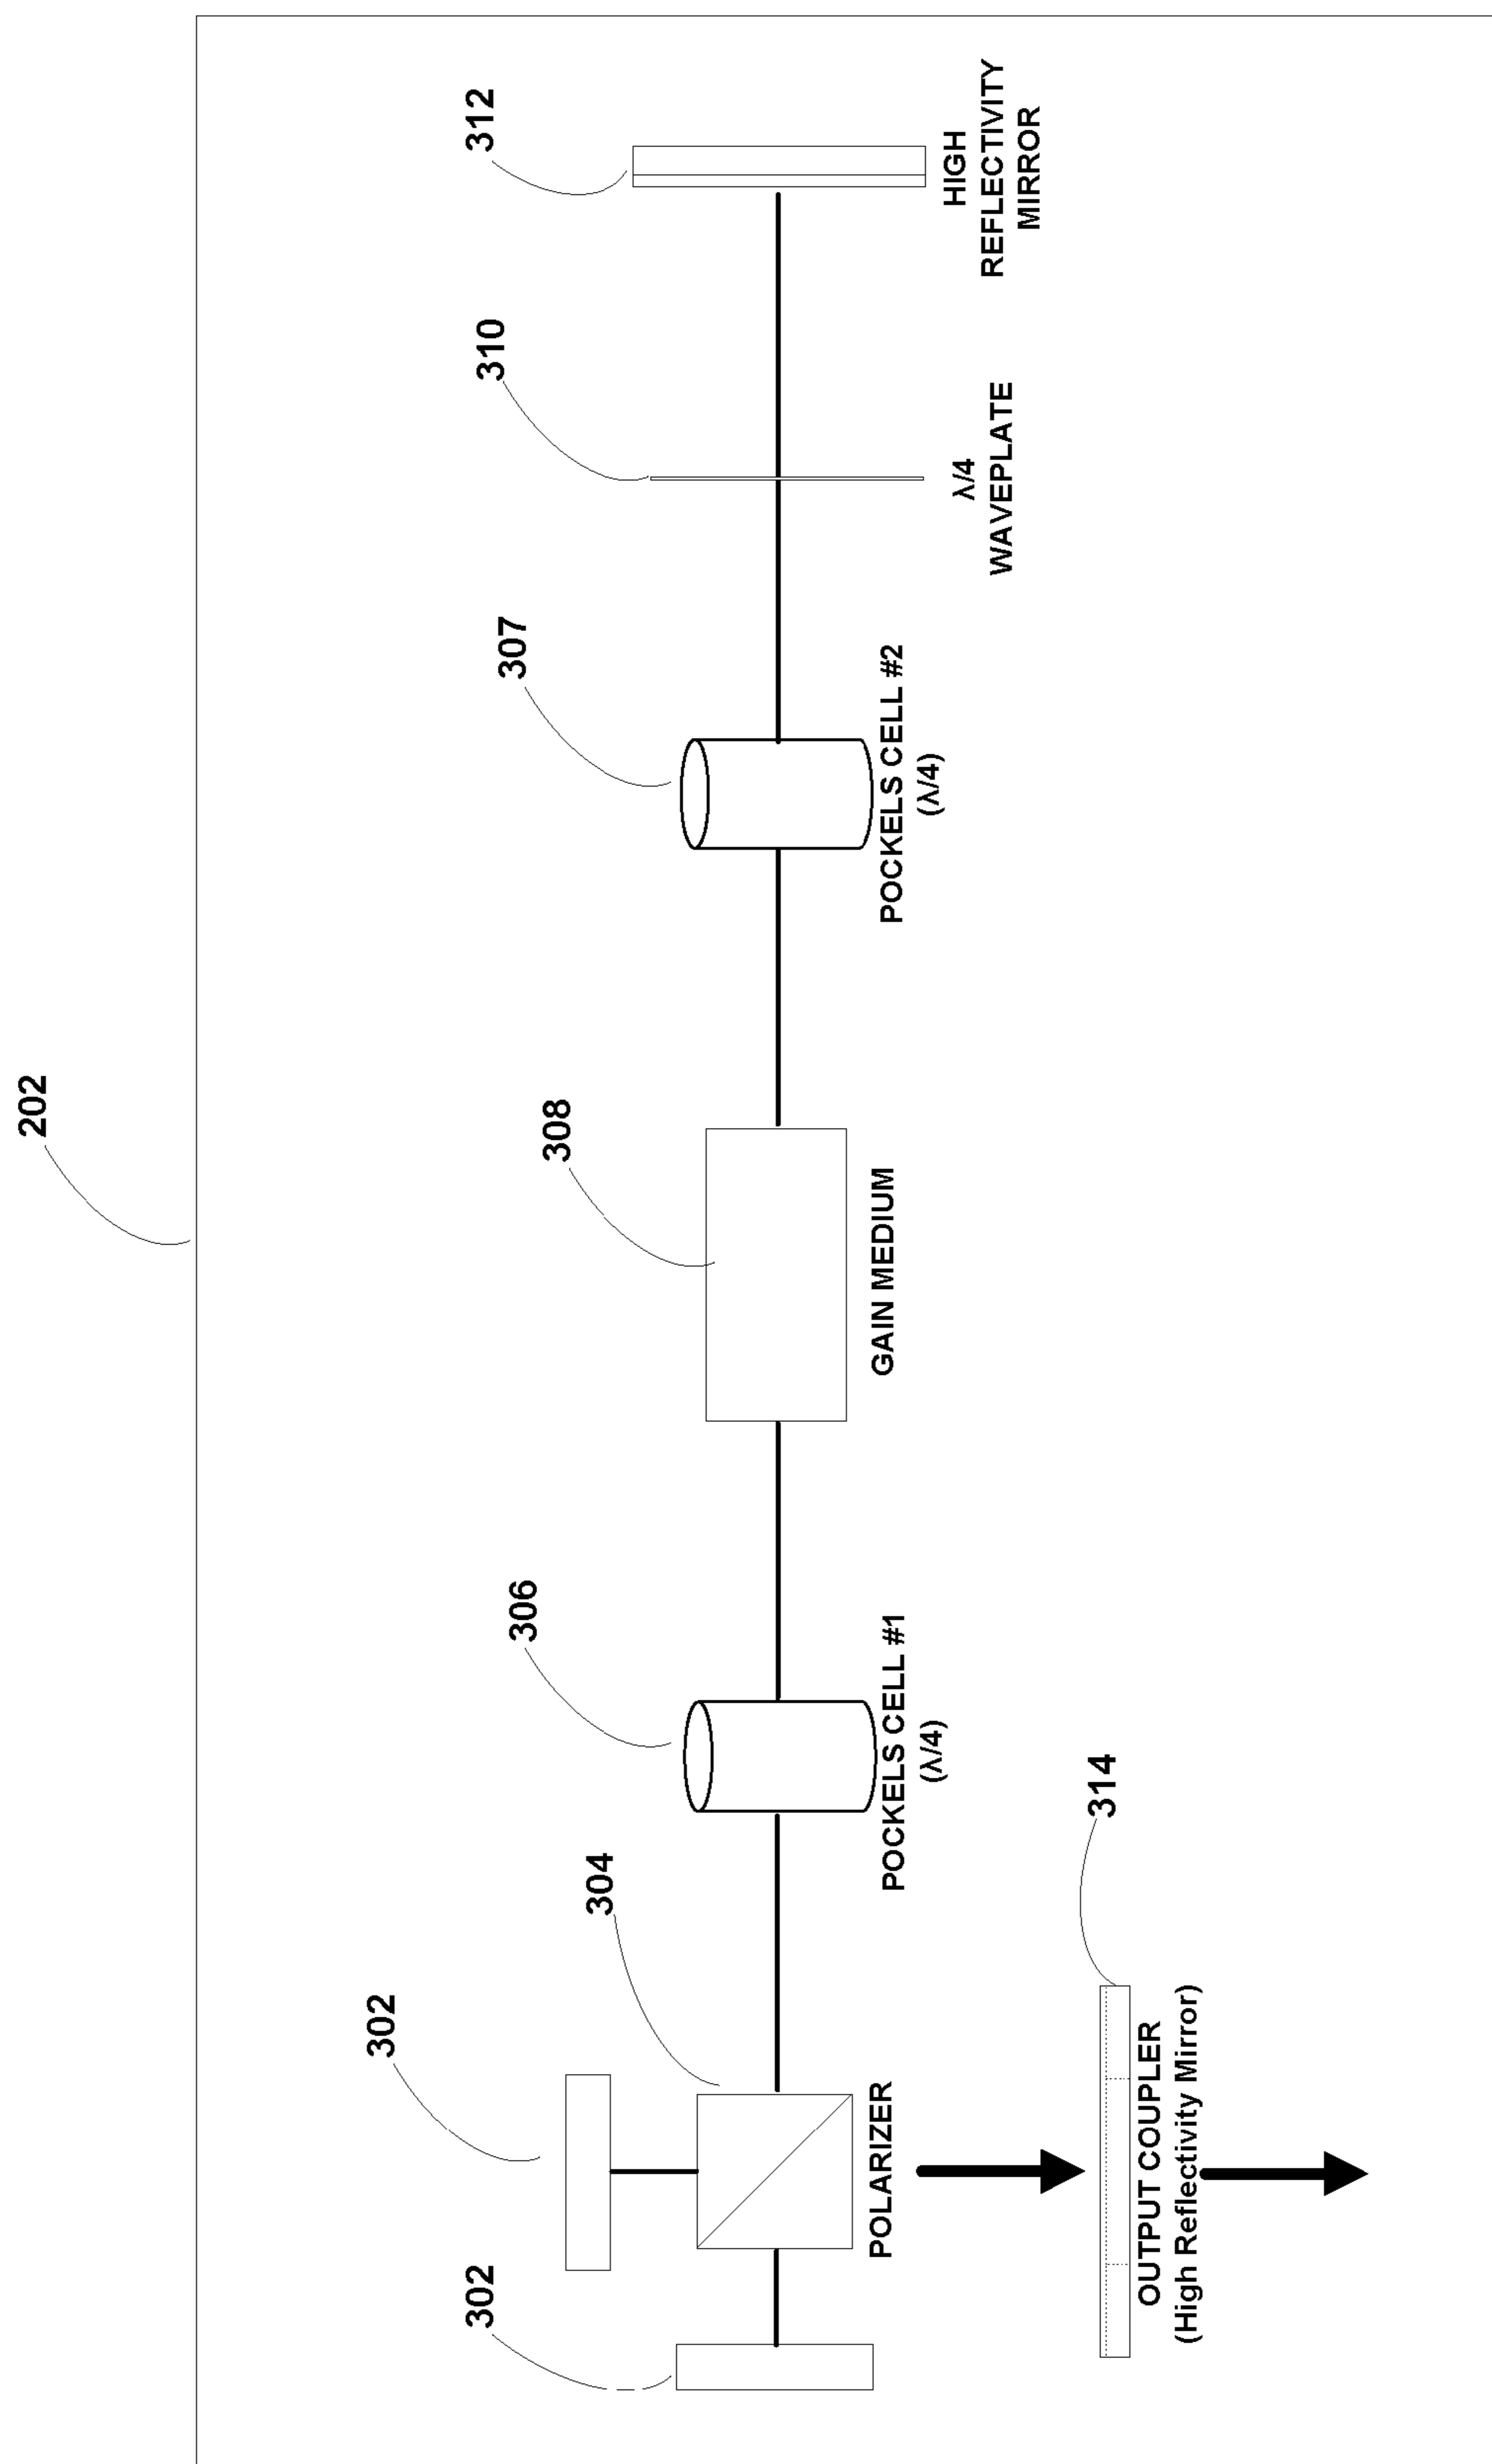 202
302
302
304
306
308
307
310
312
POLARIZER
POCKELS CELL #1
(λ/4)
GAIN MEDIUM
POCKELS CELL #2
(λ/4)
λ/4
WAVEPLATE
HIGH
REFLECTIVITY
MIRROR
314
OUTPUT COUPLER
(High Reflectivity Mirror)